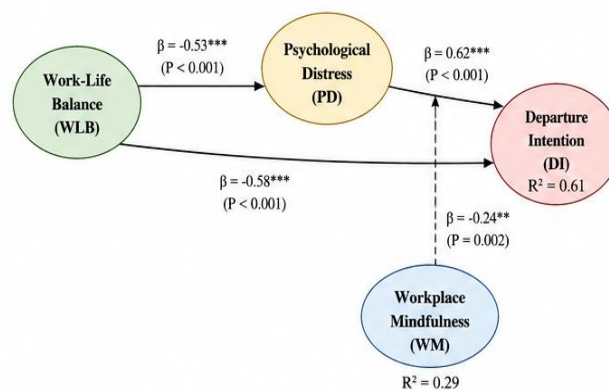 β = -0.53***
(P < 0.001)
Psychological
Distress
(PD)
β = 0.62***
(P < 0.001)
Work-Life
Balance
(WLB)
Departure
Intention
(DI)
R² = 0.61
β = -0.58***
(P < 0.001)
β = -0.24**
(P = 0.002)
Workplace
Mindfulness
(WM)
R² = 0.29